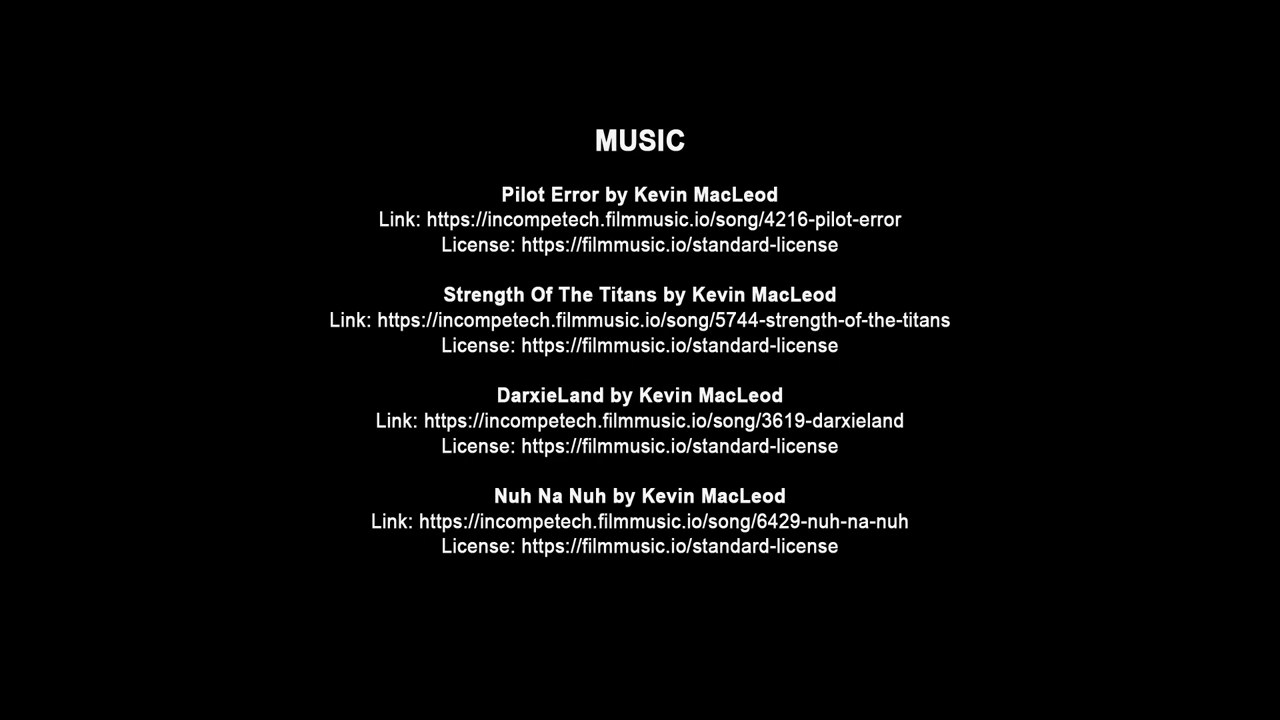 MUSIC
Pilot Error by Kevin MacLeod
Link: https://incompetech.filmmusic.io/song/4216-pilot-error
License: https://filmmusic.io/standard-license
Strength Of The Titans by Kevin MacLeod
Link: https://incompetech.filmmusic.io/song/5744-strength-of-the-titans
License: https://filmmusic.io/standard-license
DarxieLand by Kevin MacLeod
Link: https://incompetech.filmmusic.io/song/3619-darxieland
License: https://filmmusic.io/standard-license
Nuh Na Nuh by Kevin MacLeod
Link: https://incompetech.filmmusic.io/song/6429-nuh-na-nuh
License: https://filmmusic.io/standard-license